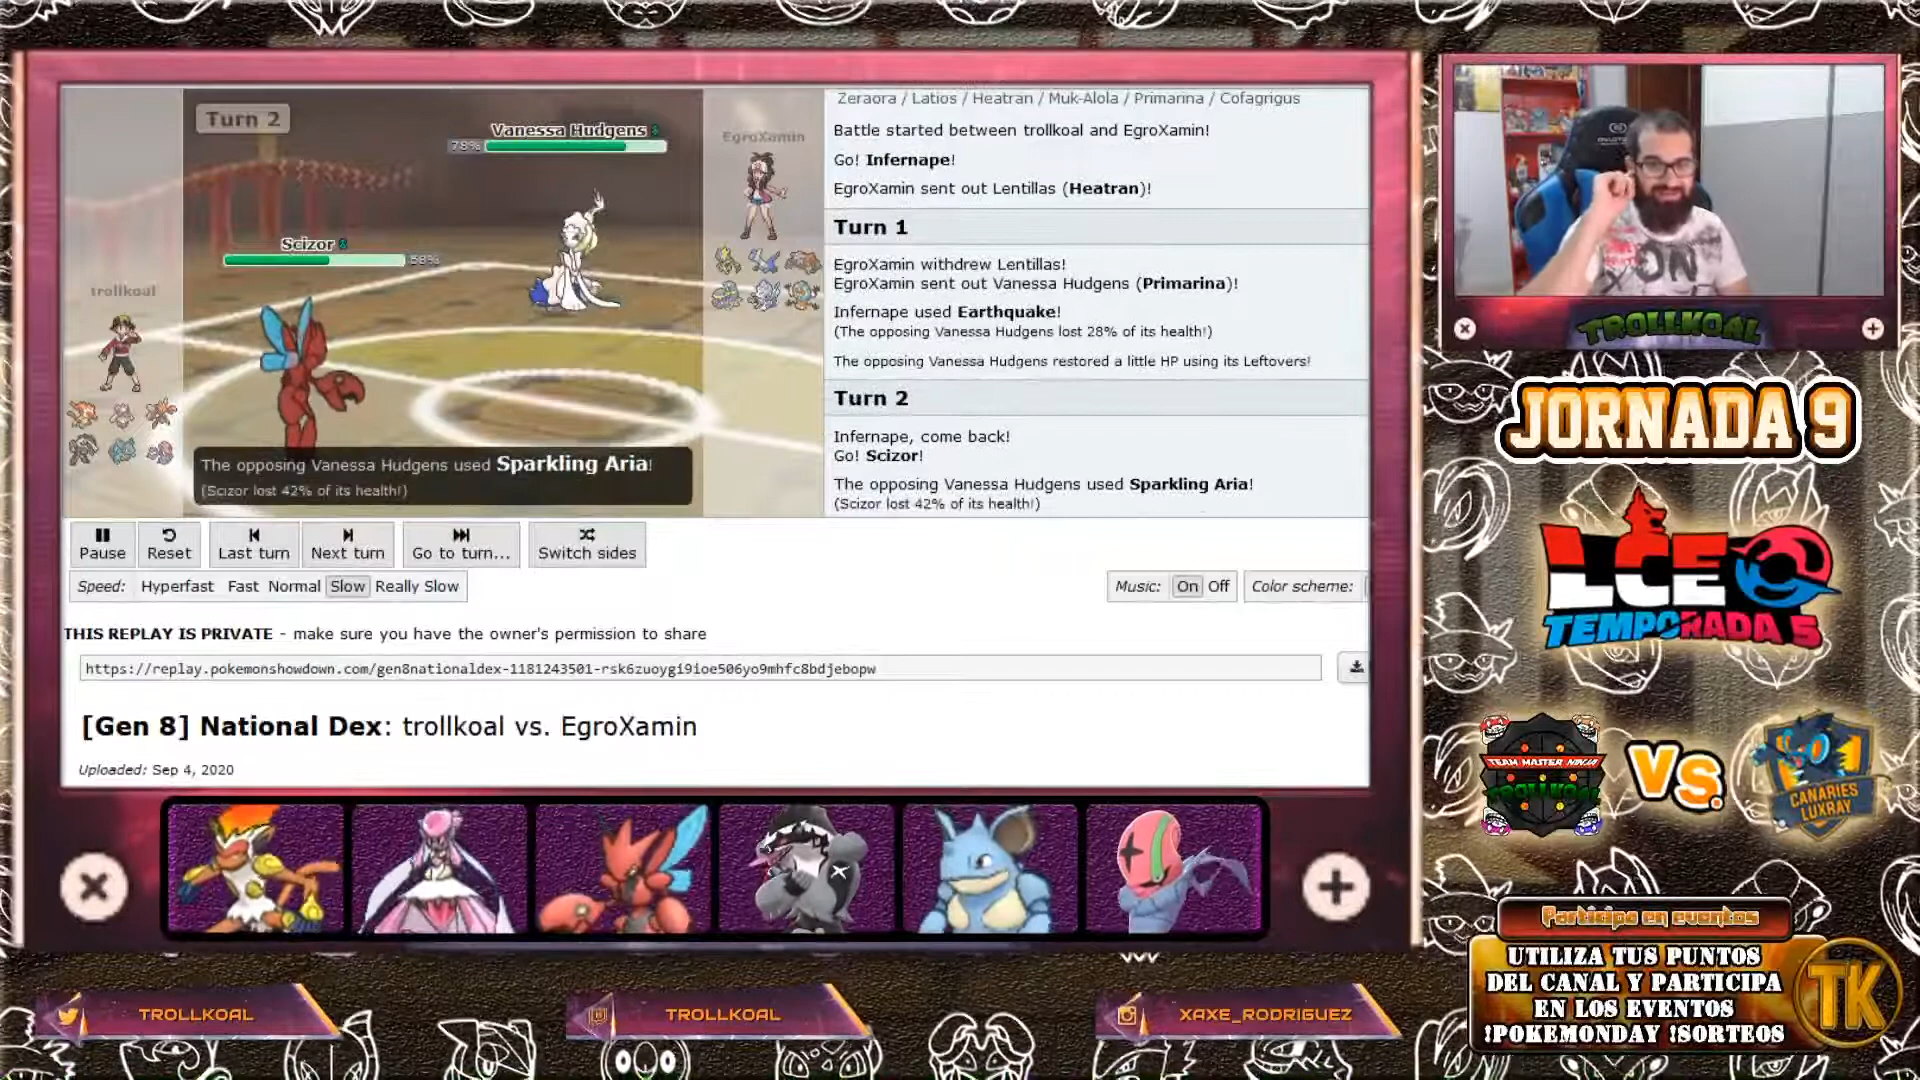 Turn 2
Vanessa Hudgens
78%
Scizor
58%
trollkoal
EgroXamin
The opposing Vanessa Hudgens used Sparkling Aria!
(Scizor lost 42% of its health!)
Zeraora / Latios / Heatran / Muk-Alola / Primarina / Cofagrigus
Battle started between trollkoal and EgroXamin!
Go! Infernape!
EgroXamin sent out Lentillas (Heatran)!
Turn 1
EgroXamin withdrew Lentillas!
EgroXamin sent out Vanessa Hudgens (Primarina)!
Infernape used Earthquake!
(The opposing Vanessa Hudgens lost 28% of its health!)
The opposing Vanessa Hudgens restored a little HP using its Leftovers!
Turn 2
Infernape, come back!
Go! Scizor!
The opposing Vanessa Hudgens used Sparkling Aria!
(Scizor lost 42% of its health!)
Pause Reset Last turn Next turn Go to turn... Switch sides
Speed: Hyperfast Fast Normal Slow Really Slow
Music: On Off Color scheme:
THIS REPLAY IS PRIVATE - make sure you have the owner's permission to share
https://replay.pokemonshowdown.com/gen8nationaldex-1181243501-rsk6zuoygi9ioe506yo9mhfc8bdjebopw
[Gen 8] National Dex: trollkoal vs. EgroXamin
Uploaded: Sep 4, 2020
TROLLKOAL
JORNADA 9
LCE
TEMPORADA 5
TEAM MASTER NINJA
TROLLKOAL
VS.
CANARIES
LUXRAY
Participa en eventos
UTILIZA TUS PUNTOS
DEL CANAL Y PARTICIPA
EN LOS EVENTOS
!POKEMONDAY !SORTEOS
TK
TROLLKOAL
TROLLKOAL
XAXE_RODRIGUEZ